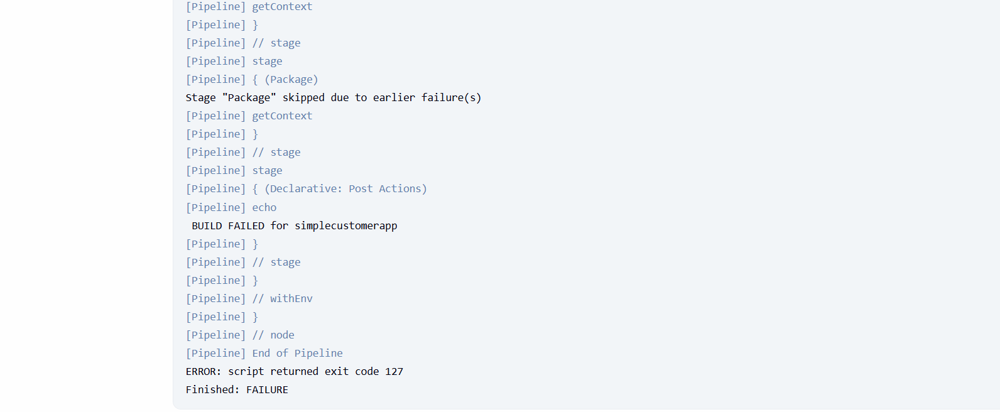 [Pipeline] getContext
[Pipeline] }
[Pipeline] // stage
[Pipeline] stage
[Pipeline] { (Package)
Stage "Package" skipped due to earlier failure(s)
[Pipeline] getContext
[Pipeline] }
[Pipeline] // stage
[Pipeline] stage
[Pipeline] { (Declarative: Post Actions)
[Pipeline] echo
 BUILD FAILED for simplecustomerapp
[Pipeline] }
[Pipeline] // stage
[Pipeline] }
[Pipeline] // withEnv
[Pipeline] }
[Pipeline] // node
[Pipeline] End of Pipeline
ERROR: script returned exit code 127
Finished: FAILURE